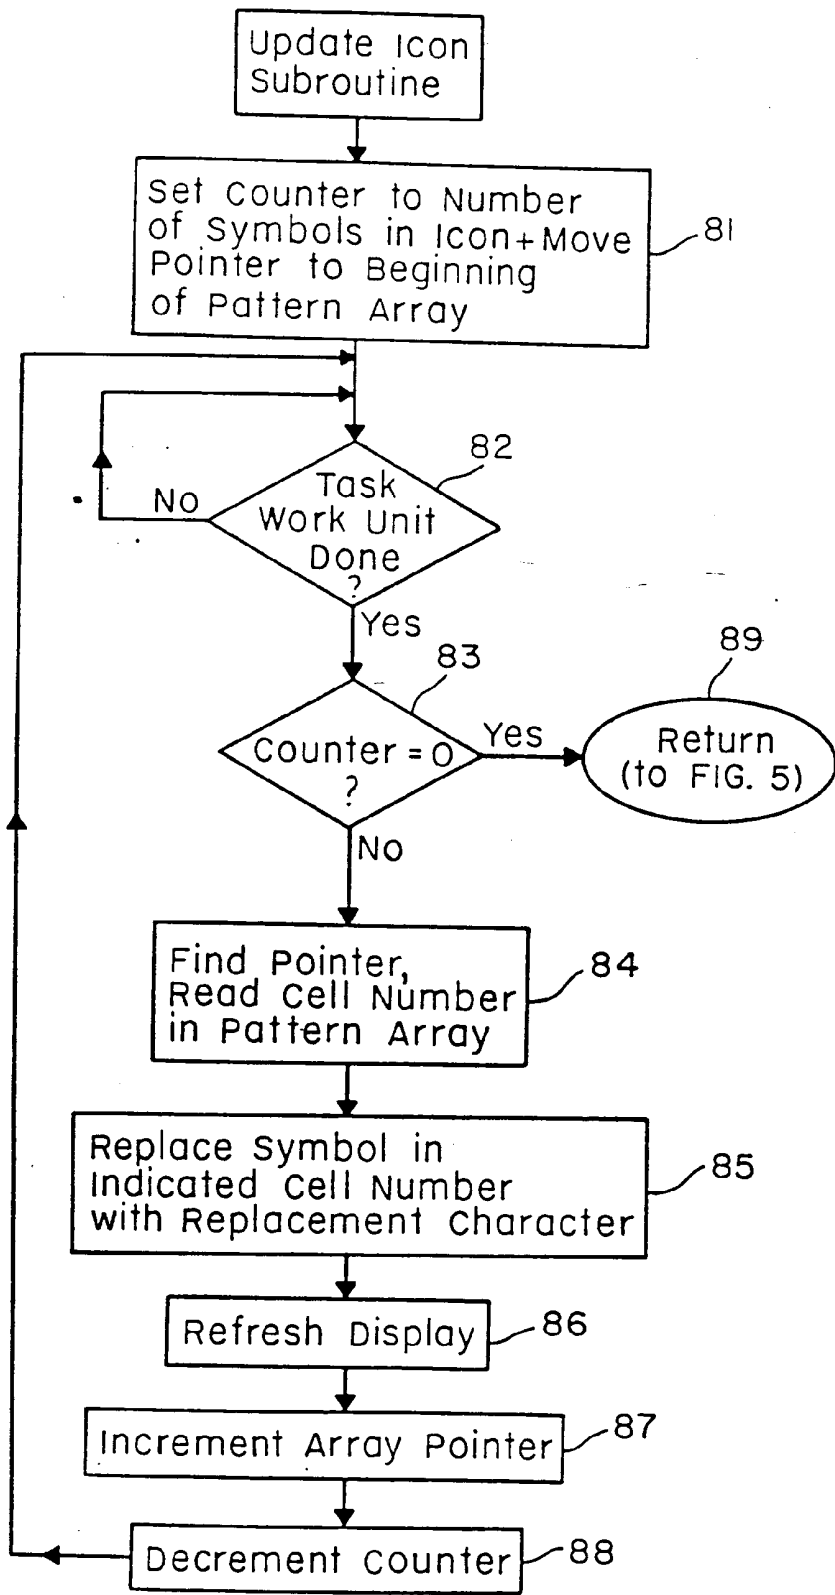 Update Icon
Subroutine
Set Counter to Number
of Symbols in Icon+Move
Pointer to Beginning
of Pattern Array
81
82
Task
Work Unit
Done
?
No
Yes
83
89
Counter = 0
?
Yes
Return
(to FIG. 5)
No
Find Pointer,
Read Cell Number
in Pattern Array
84
Replace Symbol in
Indicated Cell Number
with Replacement Character
85
Refresh Display
86
Increment Array Pointer
87
Decrement Counter
88